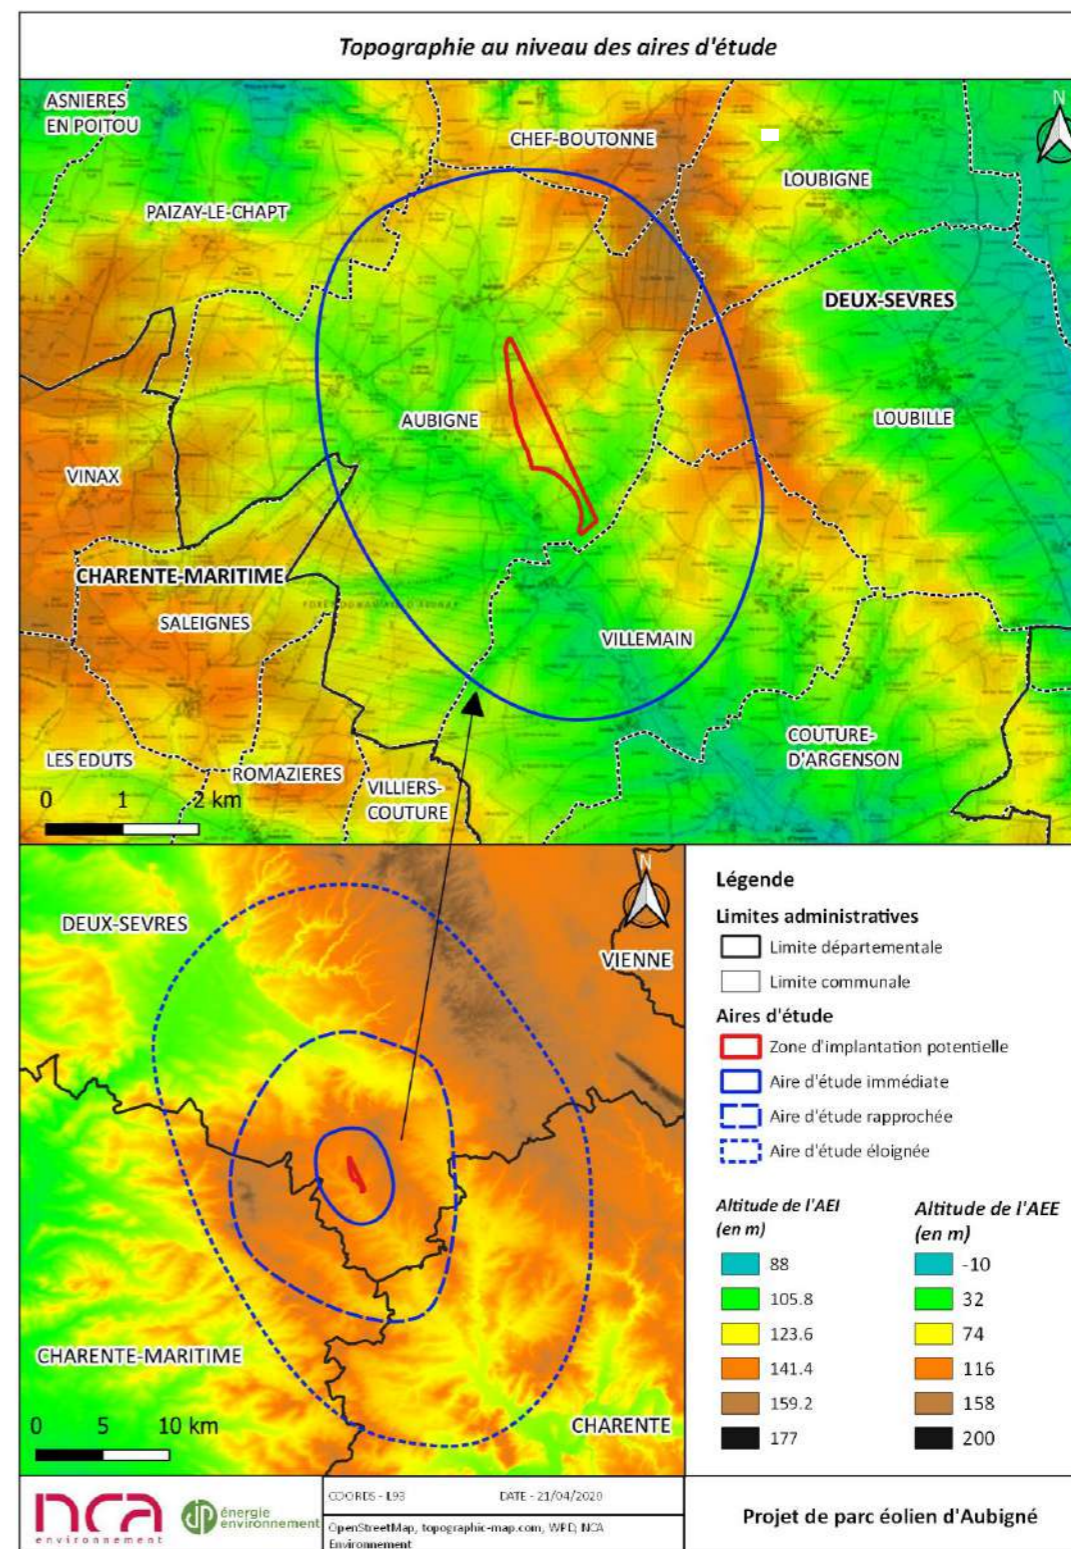 Topographie au niveau des aires d'étude
ASNIERES
EN POITOU
N
CHEF-BOUTONNE
LOUBIGNE
PAIZAY-LE-CHAPT
DEUX-SEVRES
AUBIGNE
LOUBILLE
VINAX
CHARENTE-MARITIME
SALEIGNES
VILLEMAIN
COUTURE-
D'ARGENSON
LES EDUTS
ROMAZIERES
VILLIERS-
COUTURE
0 1 2 km
DEUX-SEVRES
N
VIENNE
CHARENTE-MARITIME
CHARENTE
0 5 10 km
Légende
Limites administratives
Limite départementale
Limite communale
Aires d'étude
Zone d'implantation potentielle
Aire d'étude immédiate
Aire d'étude rapprochée
Aire d'étude éloignée
Altitude de l'AEI
(en m)
88
105.8
123.6
141.4
159.2
177
Altitude de l'AEE
(en m)
-10
32
74
116
158
200
nca
environnement
énergie
environnement
COORDS - L93 DATE - 21/04/2020
OpenStreetMap, topographic-map.com, WPD, NCA
Environnement
Projet de parc éolien d'Aubigné